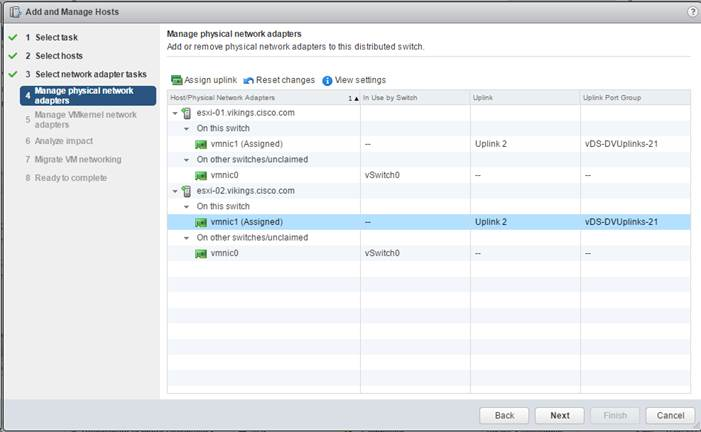 Add and Manage Hosts
?
1 Select task
2 Select hosts
3 Select network adapter tasks
4 Manage physical network
adapters
5 Manage VMkernel network
adapters
6 Analyze impact
7 Migrate VM networking
8 Ready to complete
Manage physical network adapters
Add or remove physical network adapters to this distributed switch.
Assign uplink Reset changes View settings
Host/Physical Network Adapters 1 ▲ In Use by Switch Uplink Uplink Port Group
esxi-01.vikings.cisco.com
On this switch
vmnic1 (Assigned) -- Uplink 2 vDS-DVUplinks-21
On other switches/unclaimed
vmnic0 vSwitch0 -- --
esxi-02.vikings.cisco.com
On this switch
vmnic1 (Assigned) -- Uplink 2 vDS-DVUplinks-21
On other switches/unclaimed
vmnic0 vSwitch0 -- --
Back Next Finish Cancel